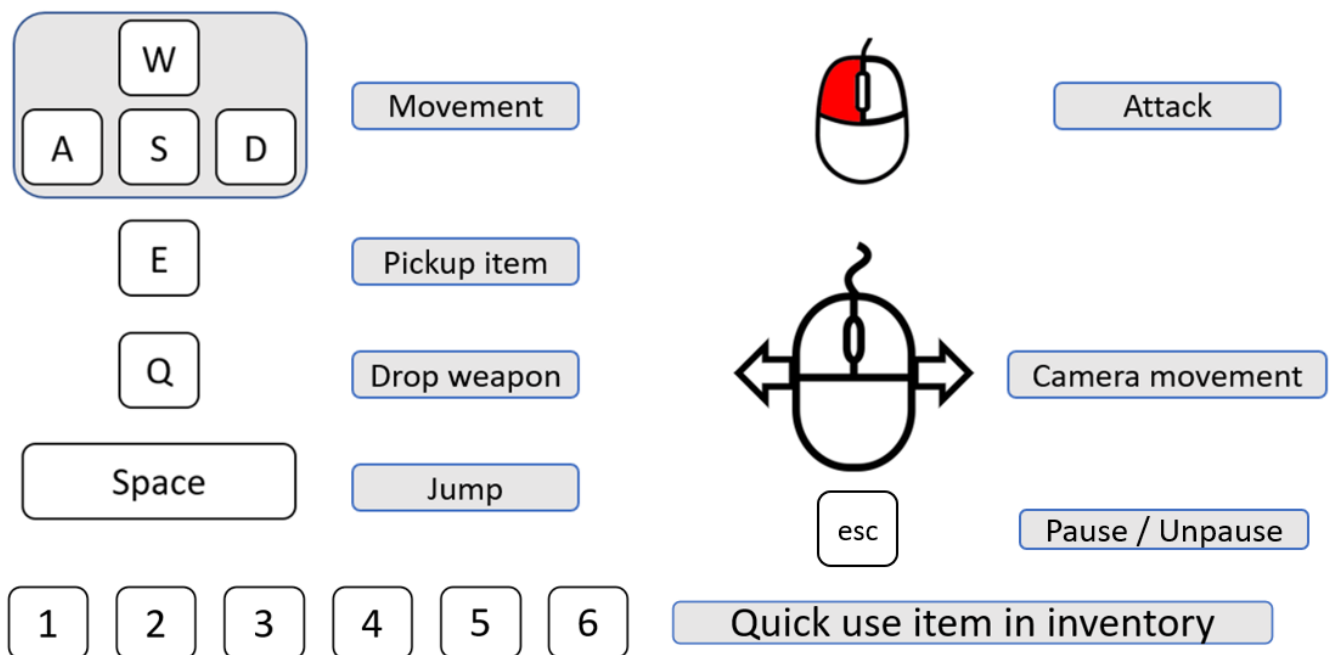 W
A S D
Movement
Attack
E
Pickup item
Q
Drop weapon
Camera movement
Space
Jump
esc
Pause / Unpause
1 2 3 4 5 6
Quick use item in inventory